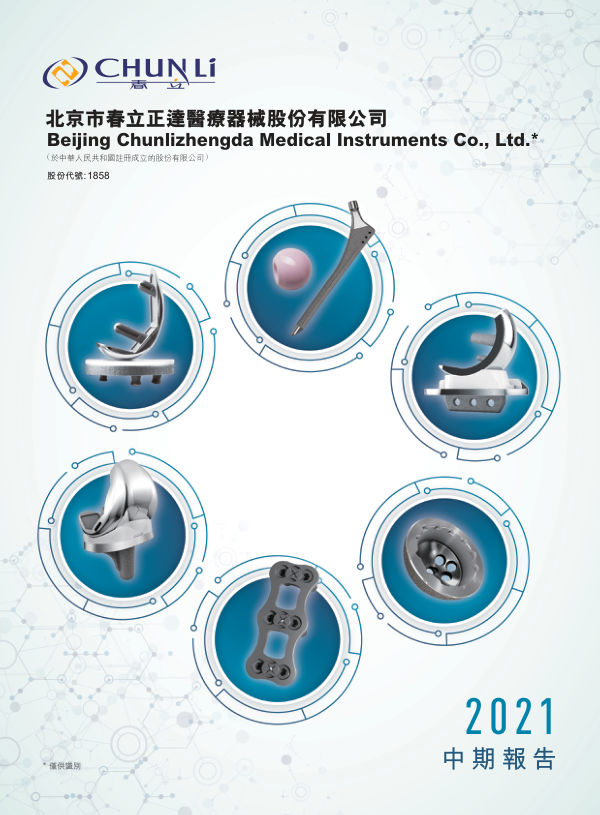 CHUNLi
春立
北京市春立正達醫療器械股份有限公司
Beijing Chunlizhengda Medical Instruments Co., Ltd.*
（於中華人民共和國註冊成立的股份有限公司）
股份代號：1858
2021
中期報告
* 僅供識別